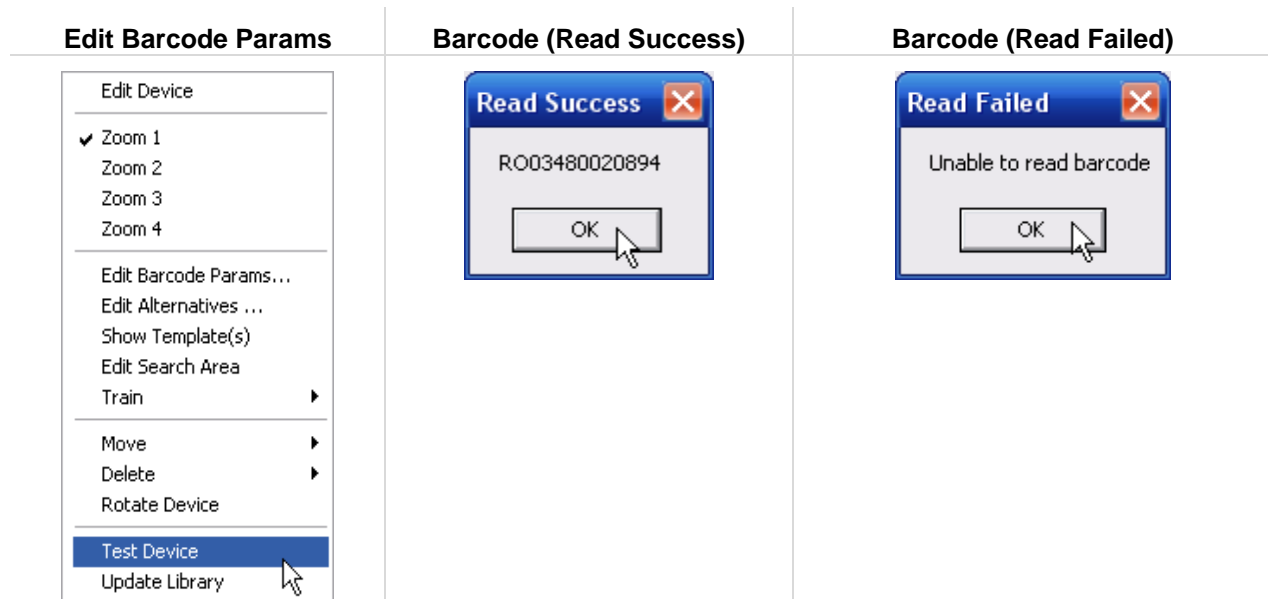 Edit Barcode Params
Edit Device
Zoom 1
Zoom 2
Zoom 3
Zoom 4
Edit Barcode Params...
Edit Alternatives ...
Show Template(s)
Edit Search Area
Train
Move
Delete
Rotate Device
Test Device
Update Library
Barcode (Read Success)
Read Success
RO03480020894
OK
Barcode (Read Failed)
Read Failed
Unable to read barcode
OK